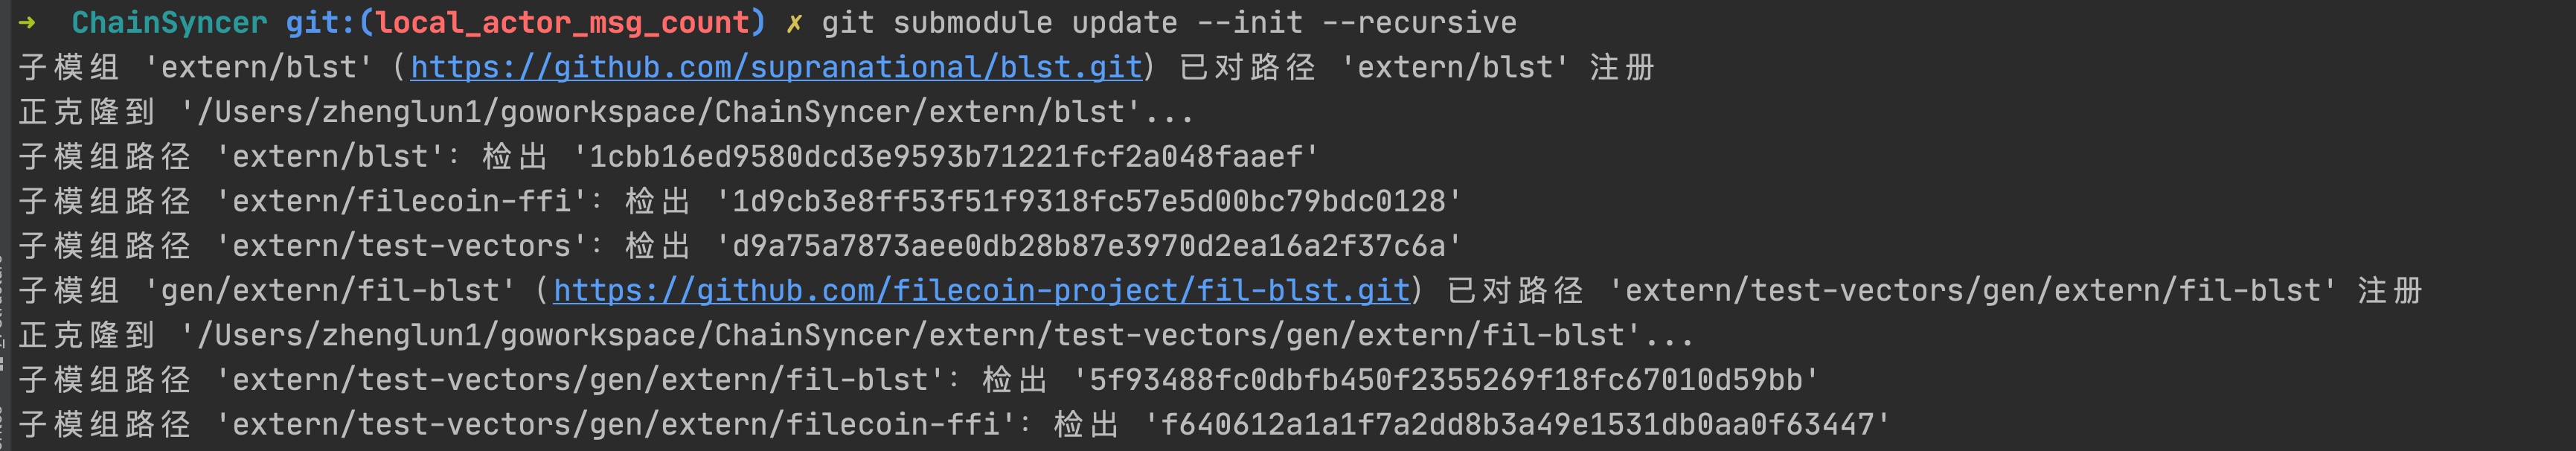 ➜  ChainSyncer git:(local_actor_msg_count) ✗ git submodule update --init --recursive
子模组 'extern/blst'（https://github.com/supranational/blst.git）已对路径 'extern/blst' 注册
正克隆到 '/Users/zhenglun1/goworkspace/ChainSyncer/extern/blst'...
子模组路径 'extern/blst'：检出 '1cbb16ed9580dcd3e9593b71221fcf2a048faaef'
子模组路径 'extern/filecoin-ffi'：检出 '1d9cb3e8ff53f51f9318fc57e5d00bc79bdc0128'
子模组路径 'extern/test-vectors'：检出 'd9a75a7873aee0db28b87e3970d2ea16a2f37c6a'
子模组 'gen/extern/fil-blst'（https://github.com/filecoin-project/fil-blst.git）已对路径 'extern/test-vectors/gen/extern/fil-blst' 注册
正克隆到 '/Users/zhenglun1/goworkspace/ChainSyncer/extern/test-vectors/gen/extern/fil-blst'...
子模组路径 'extern/test-vectors/gen/extern/fil-blst'：检出 '5f93488fc0dbfb450f2355269f18fc67010d59bb'
子模组路径 'extern/test-vectors/gen/extern/filecoin-ffi'：检出 'f640612a1a1f7a2dd8b3a49e1531db0aa0f63447'